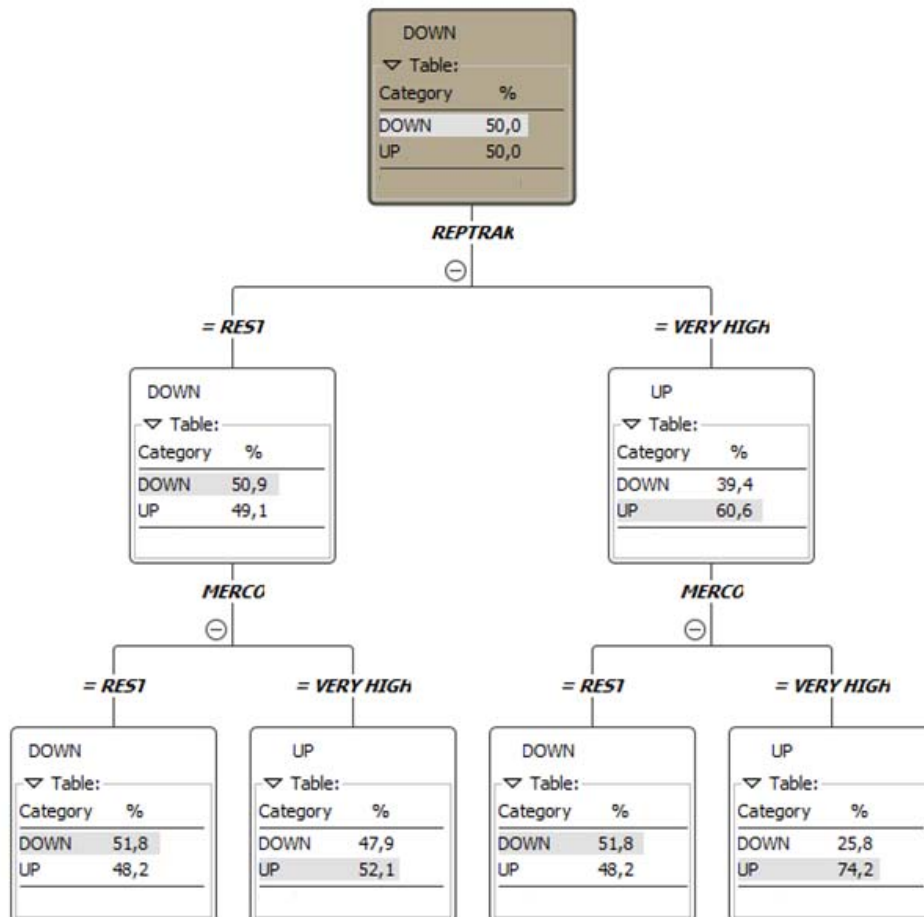 DOWN
Table:
Category %
DOWN 50,0
UP 50,0
REPTRAK
= REST
= VERY HIGH
DOWN
Table:
Category %
DOWN 50,9
UP 49,1
UP
Table:
Category %
DOWN 39,4
UP 60,6
MERCO
MERCO
= REST
= VERY HIGH
= REST
= VERY HIGH
DOWN
Table:
Category %
DOWN 51,8
UP 48,2
UP
Table:
Category %
DOWN 47,9
UP 52,1
DOWN
Table:
Category %
DOWN 51,8
UP 48,2
UP
Table:
Category %
DOWN 25,8
UP 74,2